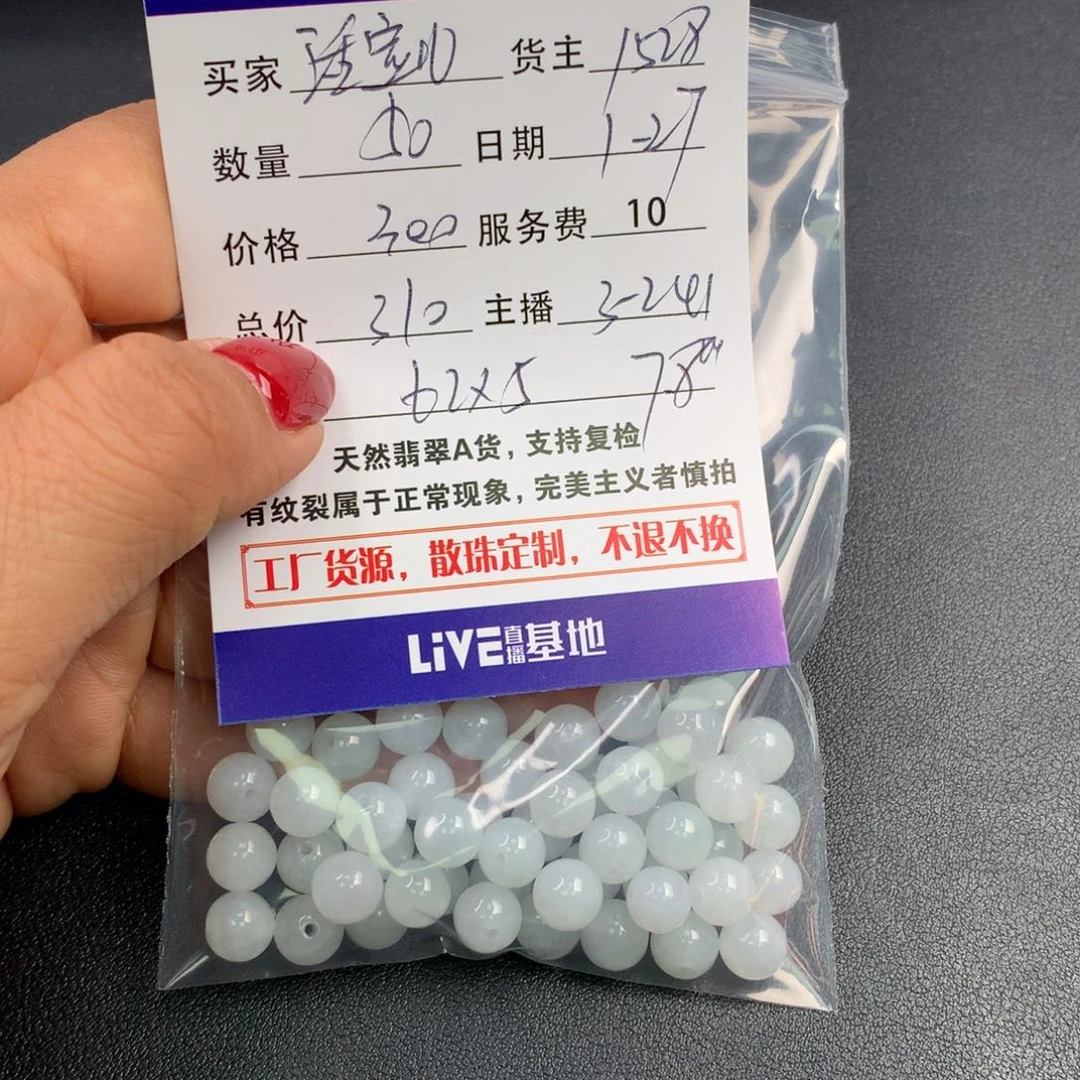 买家 货主 1528
数量 50 日期 1-27
价格 300 服务费 10
总价 310 主播 3-241
62x5 78
天然翡翠A货，支持复检
有纹裂属于正常现象，完美主义者慎拍
工厂货源，散珠定制，不退不换
LiVE直播基地